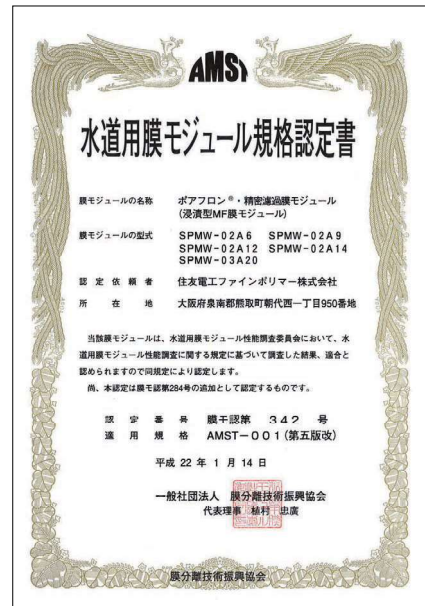 AMST
水道用膜モジュール規格認定書
膜モジュールの名称 ポアフロン®・精密濾過膜モジュール
(浸漬型MF膜モジュール)
膜モジュールの型式 SPMW-02A6 SPMW-02A9
SPMW-02A12 SPMW-02A14
SPMW-03A20
認定依頼者 住友電工ファインポリマー株式会社
所在地 大阪府泉南郡熊取町朝代西一丁目950番地
当該膜モジュールは、水道用膜モジュール性能調査委員会において、水
道用膜モジュール性能調査に関する規定に基づいて調査した結果、適合と
認められますので同規定により認定します。
尚、本認定は膜モ認第284号の追加として認定するものです。
認定番号 膜モ認第 342 号
適用規格 AMST-001(第五版改)
平成 22 年 1 月 14 日
一般社団法人 膜分離技術振興協会
代表理事 植村 忠廣
膜分離技術振興協会